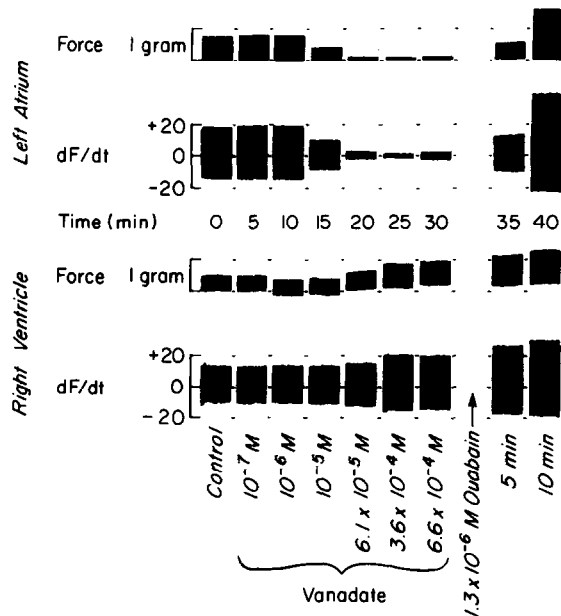 Left Atrium
Force 1 gram
dF/dt +20
0
-20
Time (min) 0 5 10 15 20 25 30 35 40
Right Ventricle
Force 1 gram
dF/dt +20
0
-20
Control
10⁻⁷ M
10⁻⁶ M
10⁻⁵ M
6.1 x 10⁻⁵ M
3.6 x 10⁻⁴ M
6.6 x 10⁻⁴ M
1.3 x 10⁻⁶ M Ouabain
5 min
10 min
Vanadate